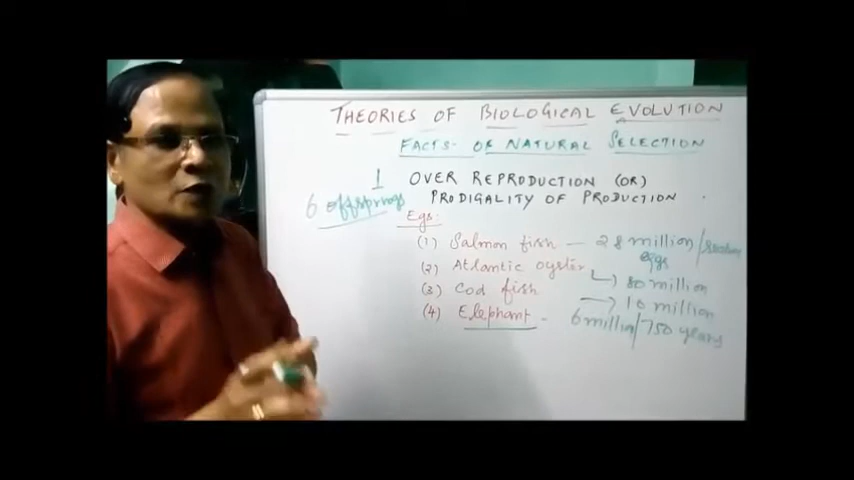 THEORIES OF BIOLOGICAL EVOLUTION
FACTS OF NATURAL SELECTION
1 OVER REPRODUCTION (OR)
PRODIGALITY OF PRODUCTION
6 offsprings
Egs:
(1) Salmon fish — 28 million / season
eggs
(2) Atlantic oyster
80 million
(3) Cod fish
10 million
(4) Elephant - 6 million/750 years